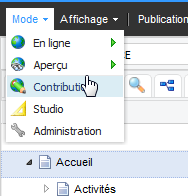 Mode Affichage Publication
En ligne
Aperçu
Contribution
Studio
Administration
Accueil
Activités